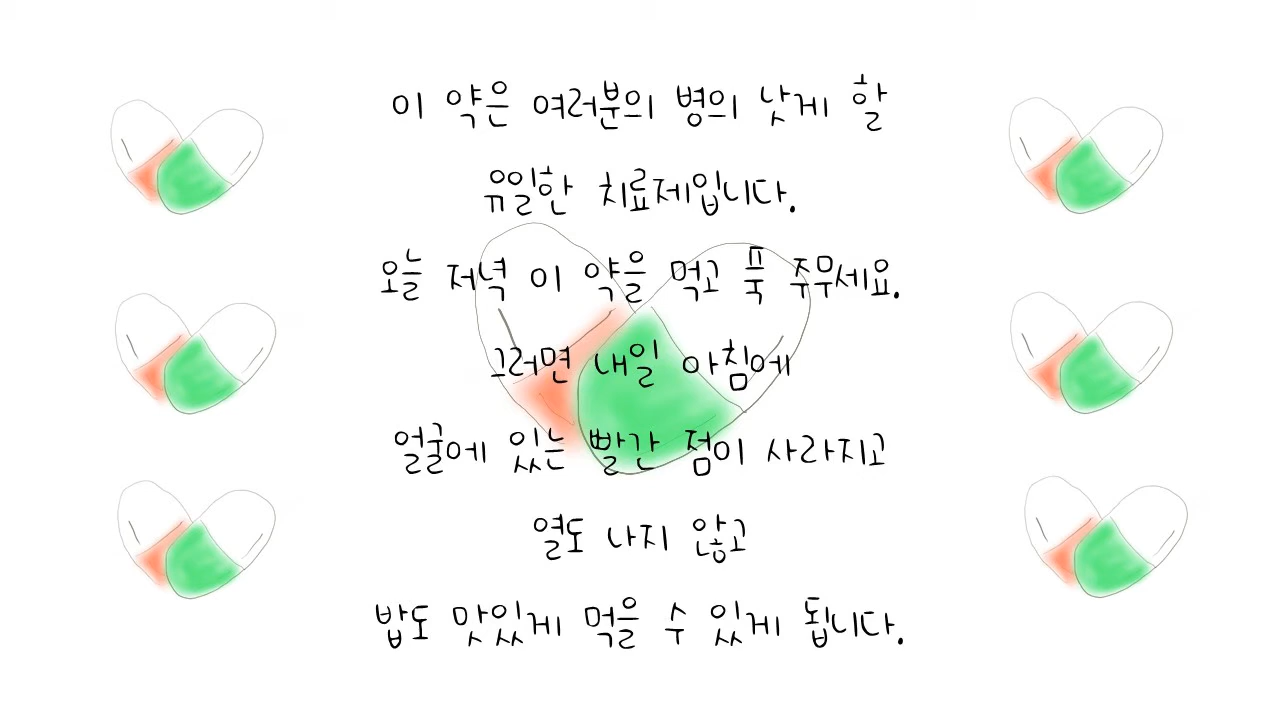 이 약은 여러분의 병의 낫게 할
유일한 치료제입니다.
오늘 저녁 이 약을 먹고 푹 주무세요.
그러면 내일 아침에
얼굴에 있는 빨간 점이 사라지고
열도 나지 않고
밥도 맛있게 먹을 수 있게 됩니다.